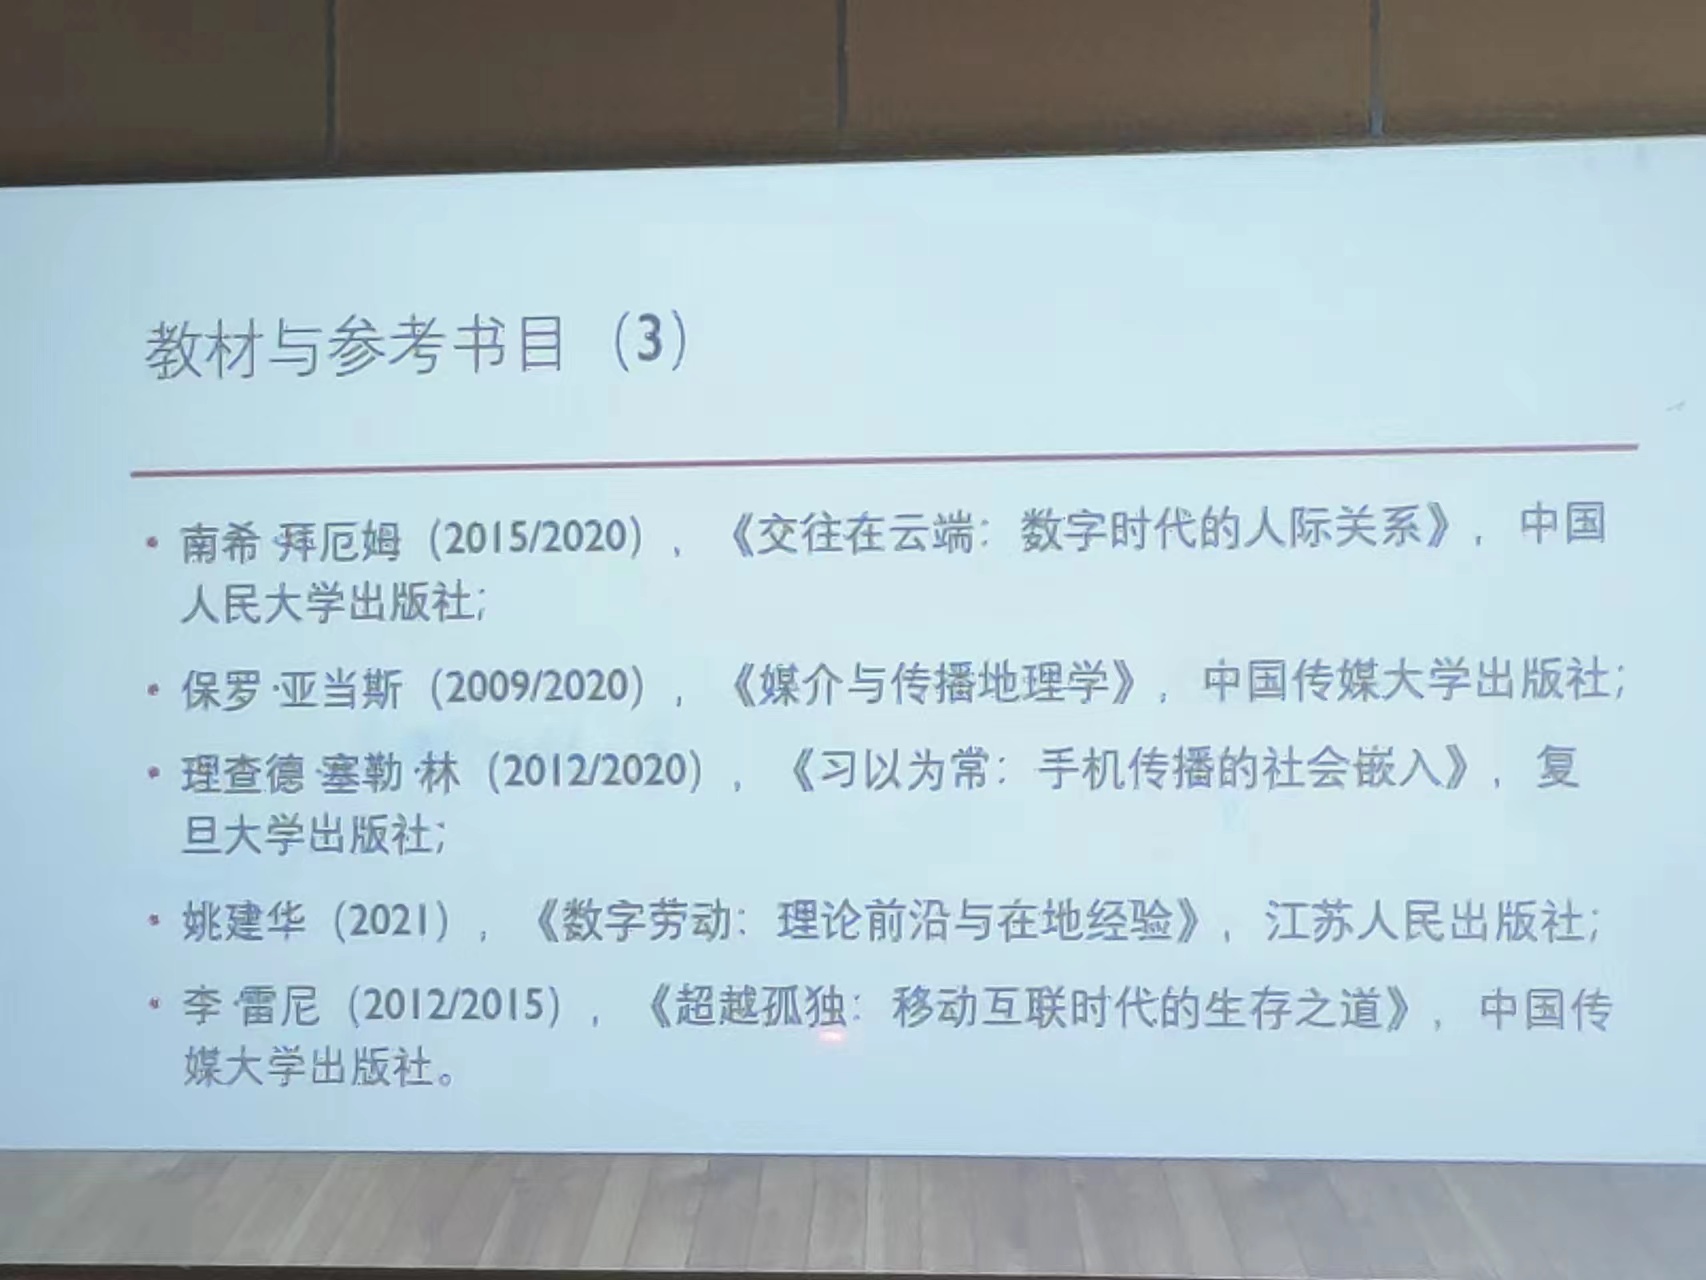 教材与参考书目（3）
• 南希·拜厄姆（2015/2020），《交往在云端：数字时代的人际关系》，中国
人民大学出版社；
• 保罗·亚当斯（2009/2020），《媒介与传播地理学》，中国传媒大学出版社；
• 理查德·塞勒·林（2012/2020），《习以为常：手机传播的社会嵌入》，复
旦大学出版社；
• 姚建华（2021），《数字劳动：理论前沿与在地经验》，江苏人民出版社；
• 李·雷尼（2012/2015），《超越孤独：移动互联时代的生存之道》，中国传
媒大学出版社。